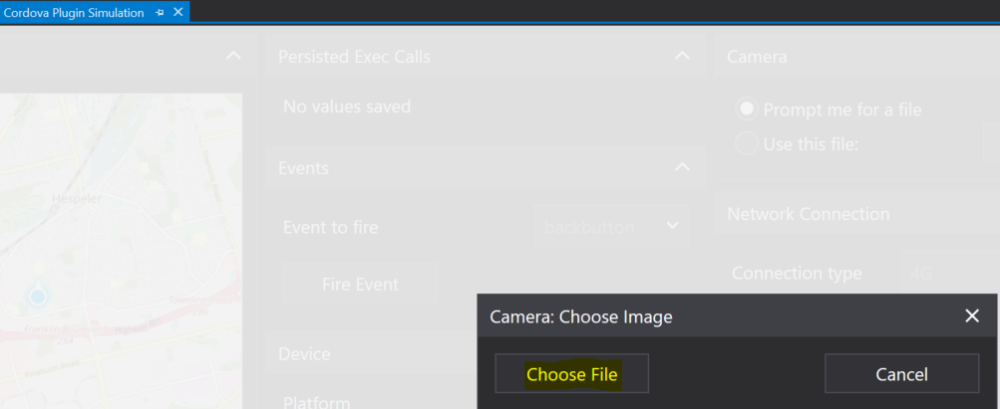 Cordova Plugin Simulation
Persisted Exec Calls
No values saved
Events
Event to fire
backbutton
Fire Event
Device
Platform
Camera
Prompt me for a file
Use this file:
Network Connection
Connection type
4G
Hespeler
Camera: Choose Image
Choose File
Cancel